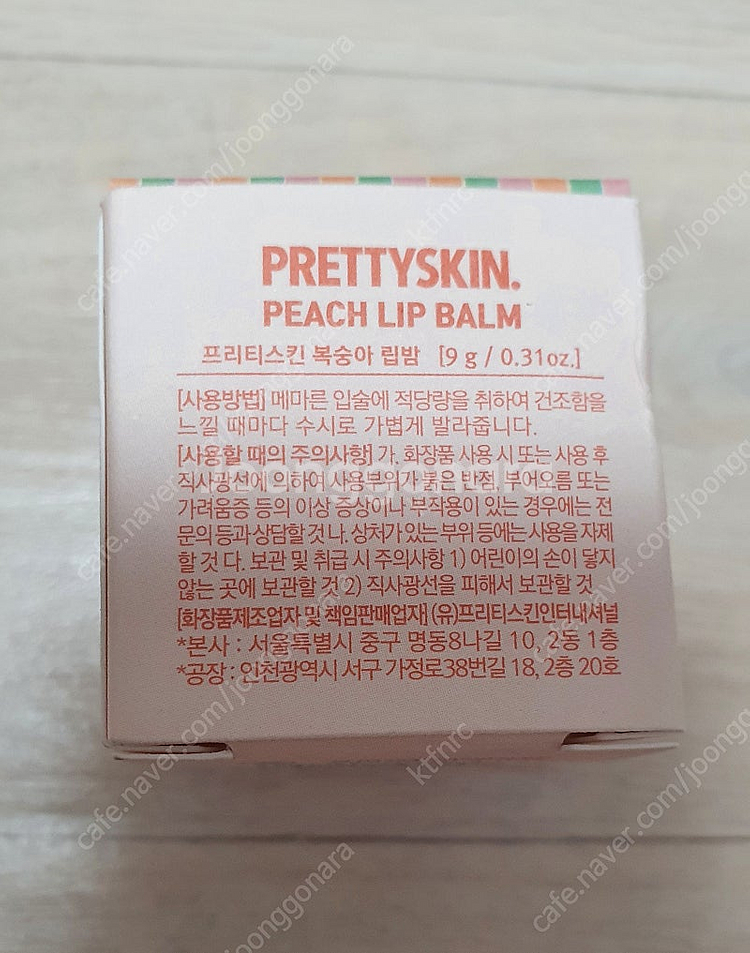 PRETTYSKIN.
PEACH LIP BALM
프리티스킨 복숭아 립밤 [9 g / 0.31oz.]
[사용방법] 메마른 입술에 적당량을 취하여 건조함을
느낄 때마다 수시로 가볍게 발라줍니다.
[사용할 때의 주의사항] 가. 화장품 사용 시 또는 사용 후
직사광선에 의하여 사용부위가 붉은 반점, 부어오름 또는
가려움증 등의 이상 증상이나 부작용이 있는 경우에는 전
문의 등과 상담할 것 나. 상처가 있는 부위 등에는 사용을 자제
할 것 다. 보관 및 취급 시 주의사항 1) 어린이의 손이 닿지
않는 곳에 보관할 것 2) 직사광선을 피해서 보관할 것
[화장품제조업자 및 책임판매업자] (유)프리티스킨인터내셔널
*본사 : 서울특별시 중구 명동8나길 10, 2동 1층
*공장 : 인천광역시 서구 가정로38번길 18, 2층 20호
joonggonara
cafe.naver.com/joonggonara
ktfnrc